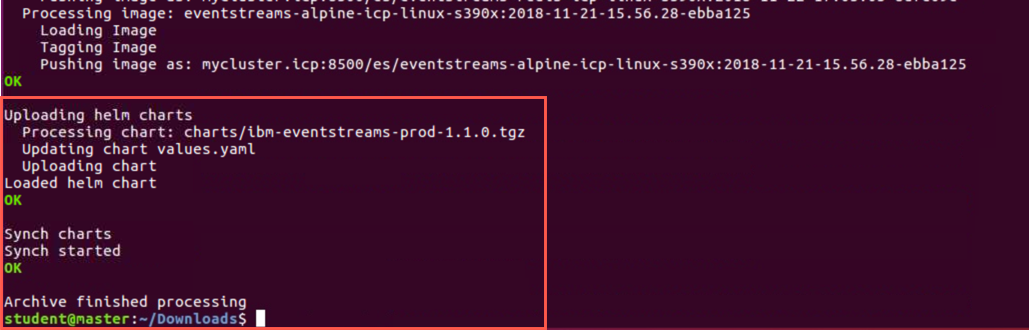 Processing image: eventstreams-alpine-icp-linux-s390x:2018-11-21-15.56.28-ebba125
Loading Image
Tagging Image
Pushing image as: mycluster.icp:8500/es/eventstreams-alpine-icp-linux-s390x:2018-11-21-15.56.28-ebba125
OK
Uploading helm charts
Processing chart: charts/ibm-eventstreams-prod-1.1.0.tgz
Updating chart values.yaml
Uploading chart
Loaded helm chart
OK
Synch charts
Synch started
OK
Archive finished processing
student@master:~/Downloads$